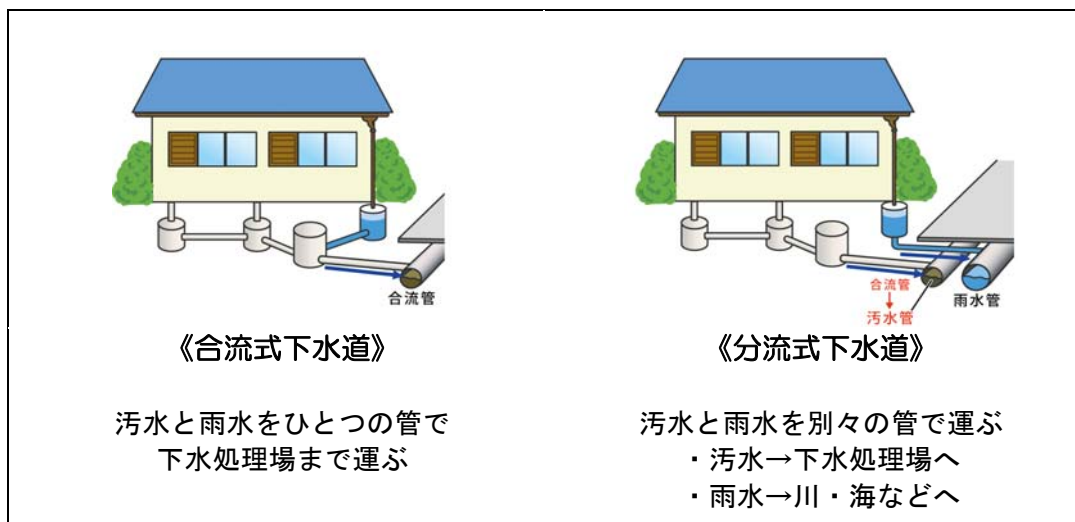 合流管
《合流式下水道》
汚水と雨水をひとつの管で
下水処理場まで運ぶ
合流管
↓
汚水管
雨水管
《分流式下水道》
汚水と雨水を別々の管で運ぶ
・汚水→下水処理場へ
・雨水→川・海などへ